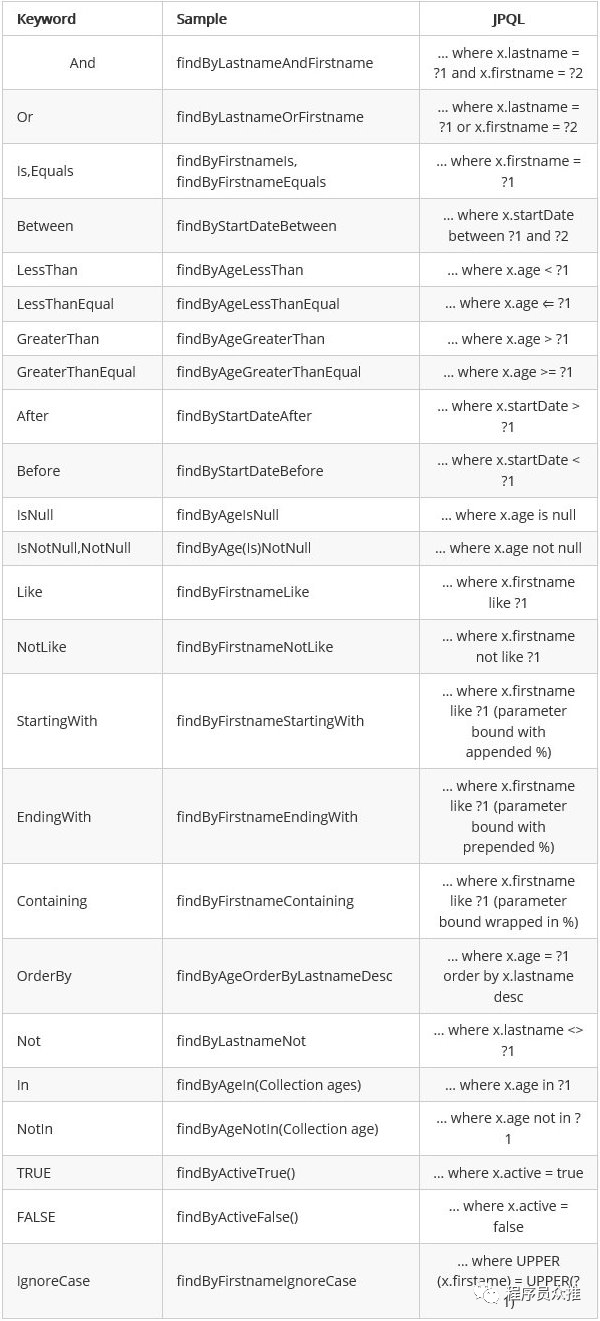 Keyword Sample JPQL
And findByLastnameAndFirstname … where x.lastname =
?1 and x.firstname = ?2
Or findByLastnameOrFirstname … where x.lastname =
?1 or x.firstname = ?2
Is,Equals findByFirstnameIs,
findByFirstnameEquals … where x.firstname =
?1
Between findByStartDateBetween … where x.startDate
between ?1 and ?2
LessThan findByAgeLessThan … where x.age < ?1
LessThanEqual findByAgeLessThanEqual … where x.age ⇐ ?1
GreaterThan findByAgeGreaterThan … where x.age > ?1
GreaterThanEqual findByAgeGreaterThanEqual … where x.age >= ?1
After findByStartDateAfter … where x.startDate >
?1
Before findByStartDateBefore … where x.startDate <
?1
IsNull findByAgeIsNull … where x.age is null
IsNotNull,NotNull findByAge(Is)NotNull … where x.age not null
Like findByFirstnameLike … where x.firstname
like ?1
NotLike findByFirstnameNotLike … where x.firstname
not like ?1
StartingWith findByFirstnameStartingWith … where x.firstname
like ?1 (parameter
bound with
appended %)
EndingWith findByFirstnameEndingWith … where x.firstname
like ?1 (parameter
bound with
prepended %)
Containing findByFirstnameContaining … where x.firstname
like ?1 (parameter
bound wrapped in %)
OrderBy findByAgeOrderByLastnameDesc … where x.age = ?1
order by x.lastname
desc
Not findByLastnameNot … where x.lastname <>
?1
In findByAgeIn(Collection ages) … where x.age in ?1
NotIn findByAgeNotIn(Collection age) … where x.age not in ?
1
TRUE findByActiveTrue() … where x.active = true
FALSE findByActiveFalse() … where x.active =
false
IgnoreCase findByFirstnameIgnoreCase … where UPPER
(x.firstame) = UPPER(?
1)
程序员众推